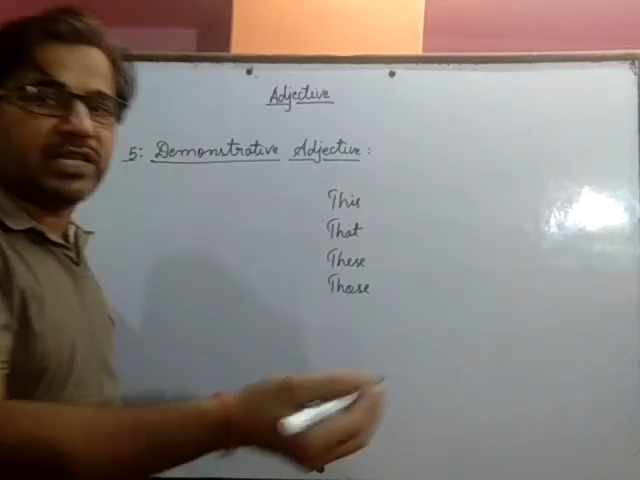 Adjective
5: Demonstrative Adjective:
This
That
These
Those